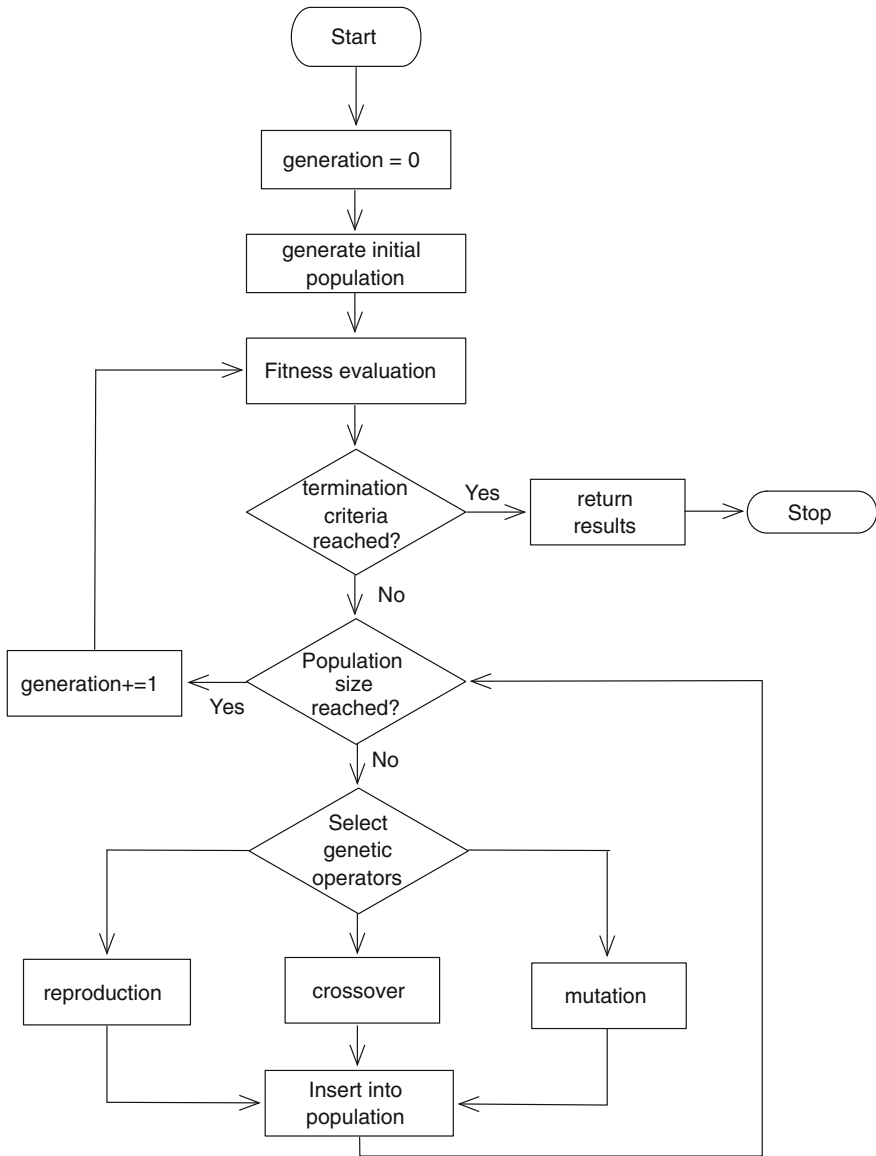 Start
generation = 0
generate initial
population
Fitness evaluation
termination
criteria
reached?
Yes
return
results
Stop
No
Population
size
reached?
generation+=1
Yes
No
Select
genetic
operators
reproduction
crossover
mutation
Insert into
population